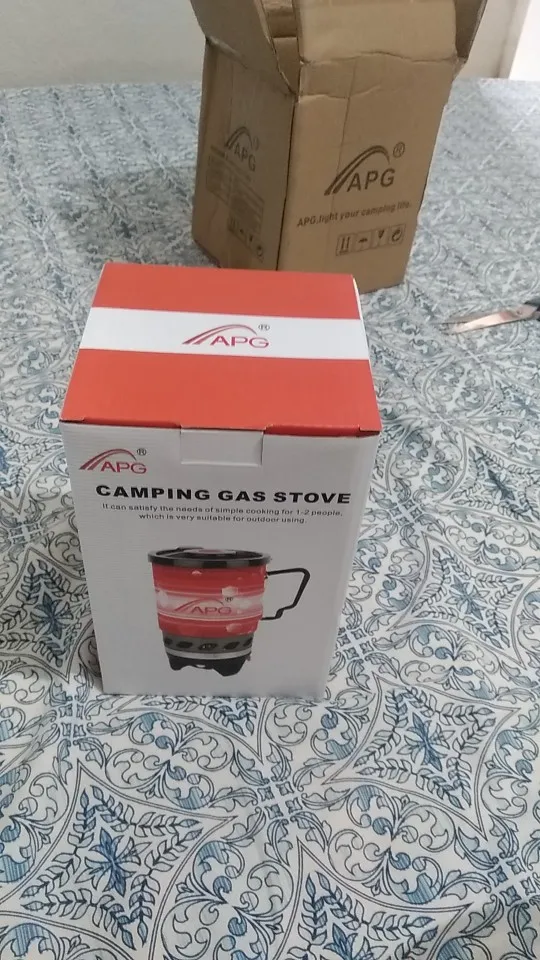 APG®
APG.light your camping life.
APG
APG®
APG®
CAMPING GAS STOVE
It can satisfy the needs of simple cooking for 1-2 people,
which is very suitable for outdoor using.
APG®